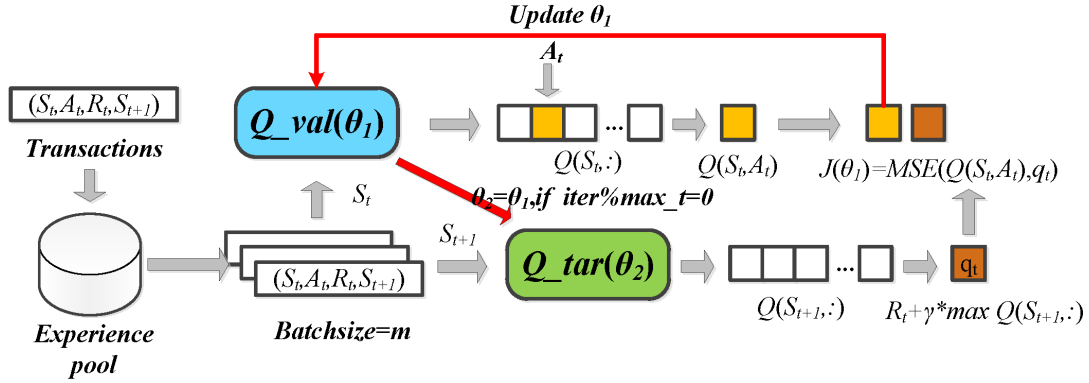 Update θ₁
Aₜ
(Sₜ,Aₜ,Rₜ,Sₜ₊₁)
Transactions
Q_val(θ₁)
...
Q(Sₜ,:)
Q(Sₜ,Aₜ)
J(θ₁)=MSE(Q(Sₜ,Aₜ),qₜ)
Sₜ
θ₂=θ₁,if iter%max_t=0
Sₜ₊₁
(Sₜ,Aₜ,Rₜ,Sₜ₊₁)
Q_tar(θ₂)
...
qₜ
Q(Sₜ₊₁,:)
Rₜ+γ*max Q(Sₜ₊₁,:)
Experience
pool
Batchsize=m